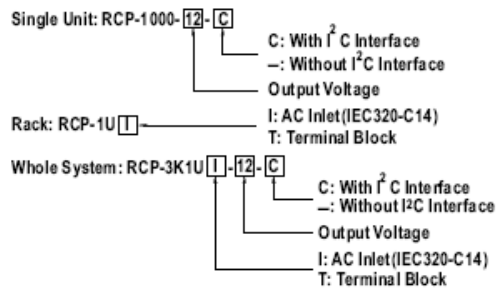 Single Unit: RCP-1000-12-C
C: With I²C Interface
–: Without I²C Interface
Output Voltage
Rack: RCP-1U I
I: AC Inlet(IEC320-C14)
T: Terminal Block
Whole System: RCP-3K1U I-12-C
C: With I²C Interface
–: Without I²C Interface
Output Voltage
I: AC Inlet(IEC320-C14)
T: Terminal Block